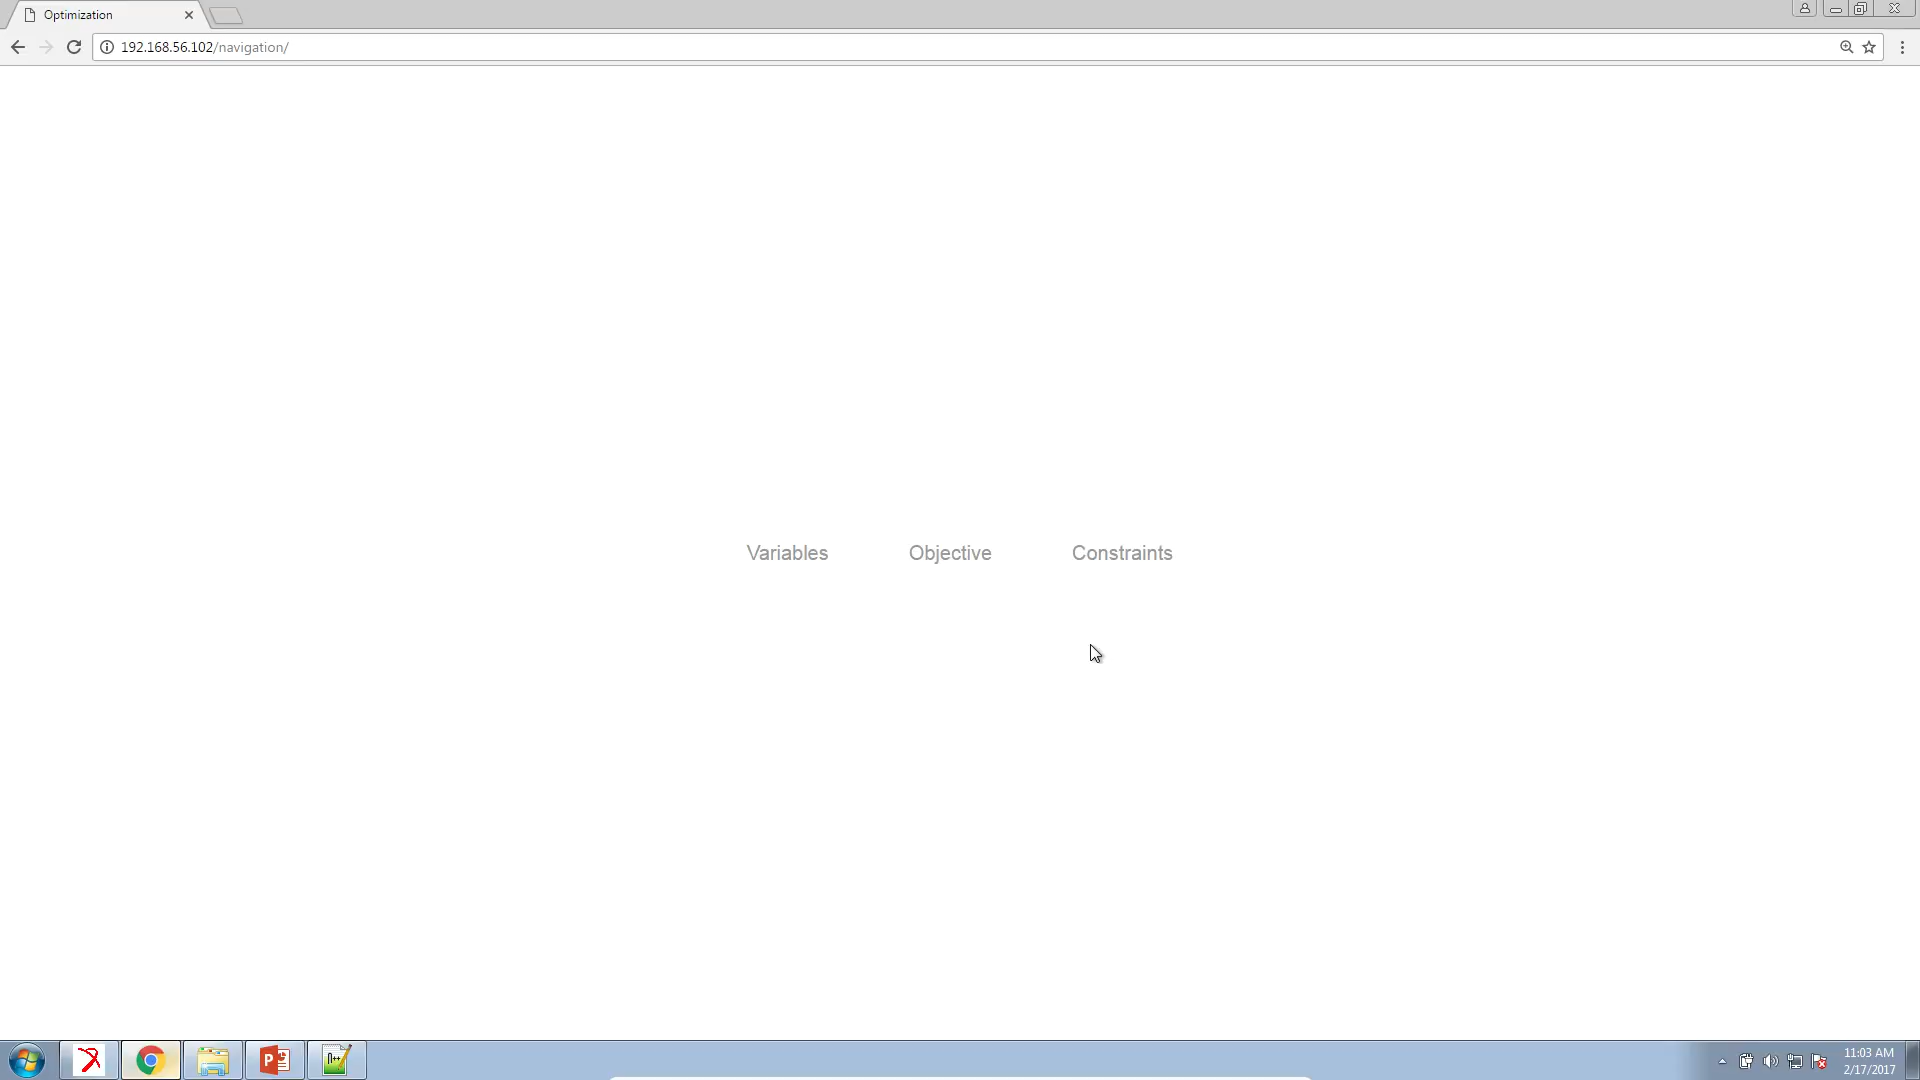 Optimization
192.168.56.102/navigation/
Variables Objective Constraints
11:03 AM
2/17/2017